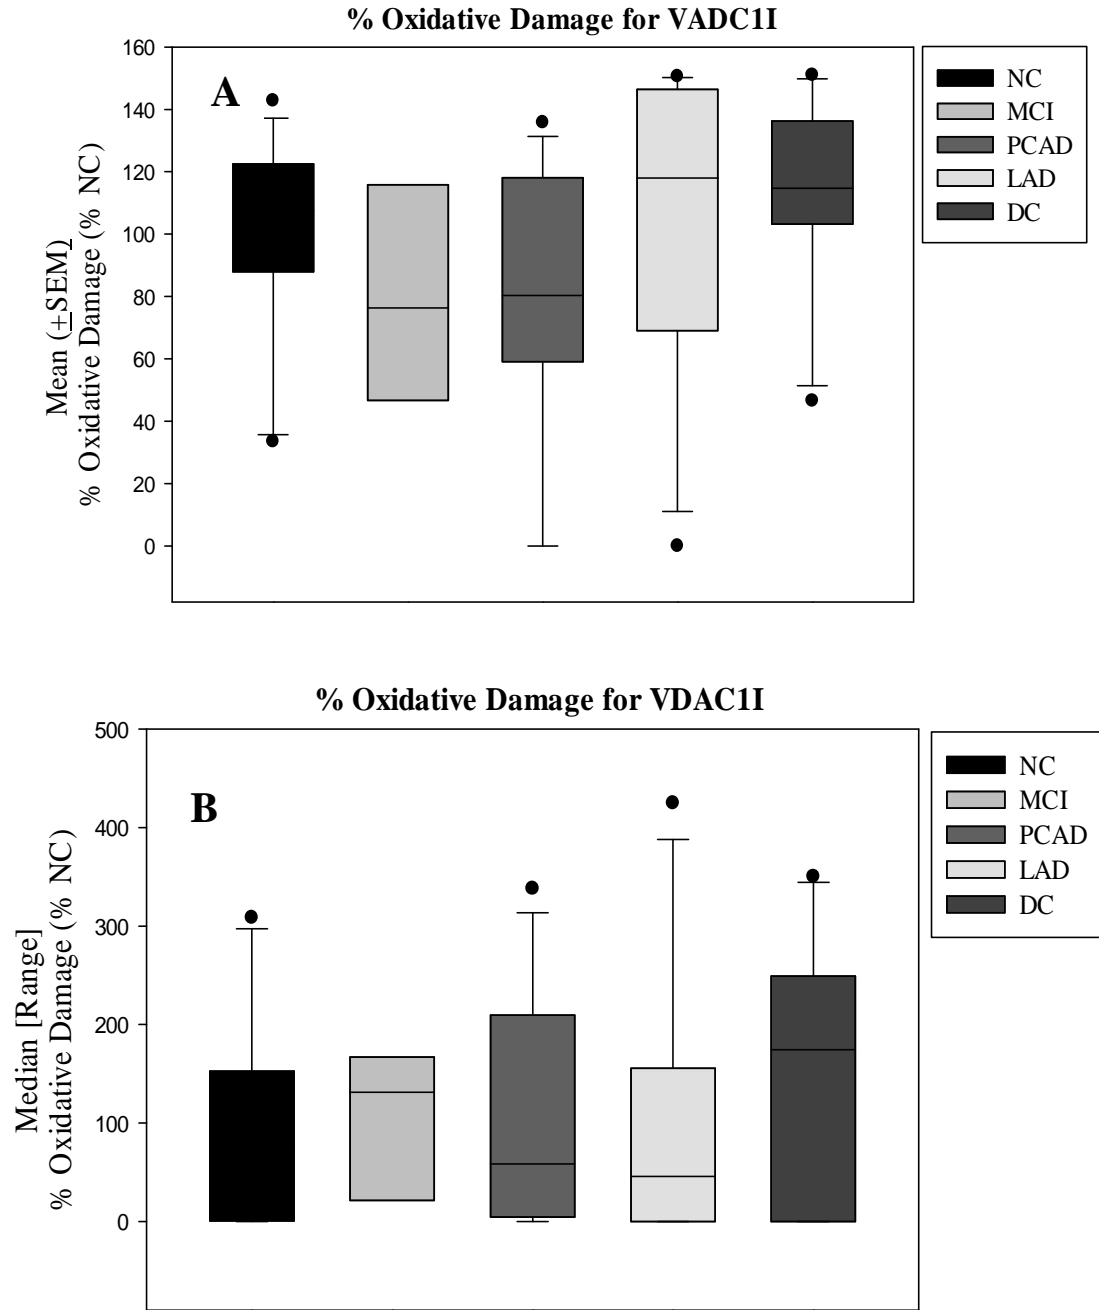 % Oxidative Damage for VADC1I
A
160
140
120
100
80
60
40
20
0
Mean (+SEM)
% Oxidative Damage (% NC)
NC
MCI
PCAD
LAD
DC
% Oxidative Damage for VDAC1I
B
500
400
300
200
100
0
Median [Range]
% Oxidative Damage (% NC)
NC
MCI
PCAD
LAD
DC